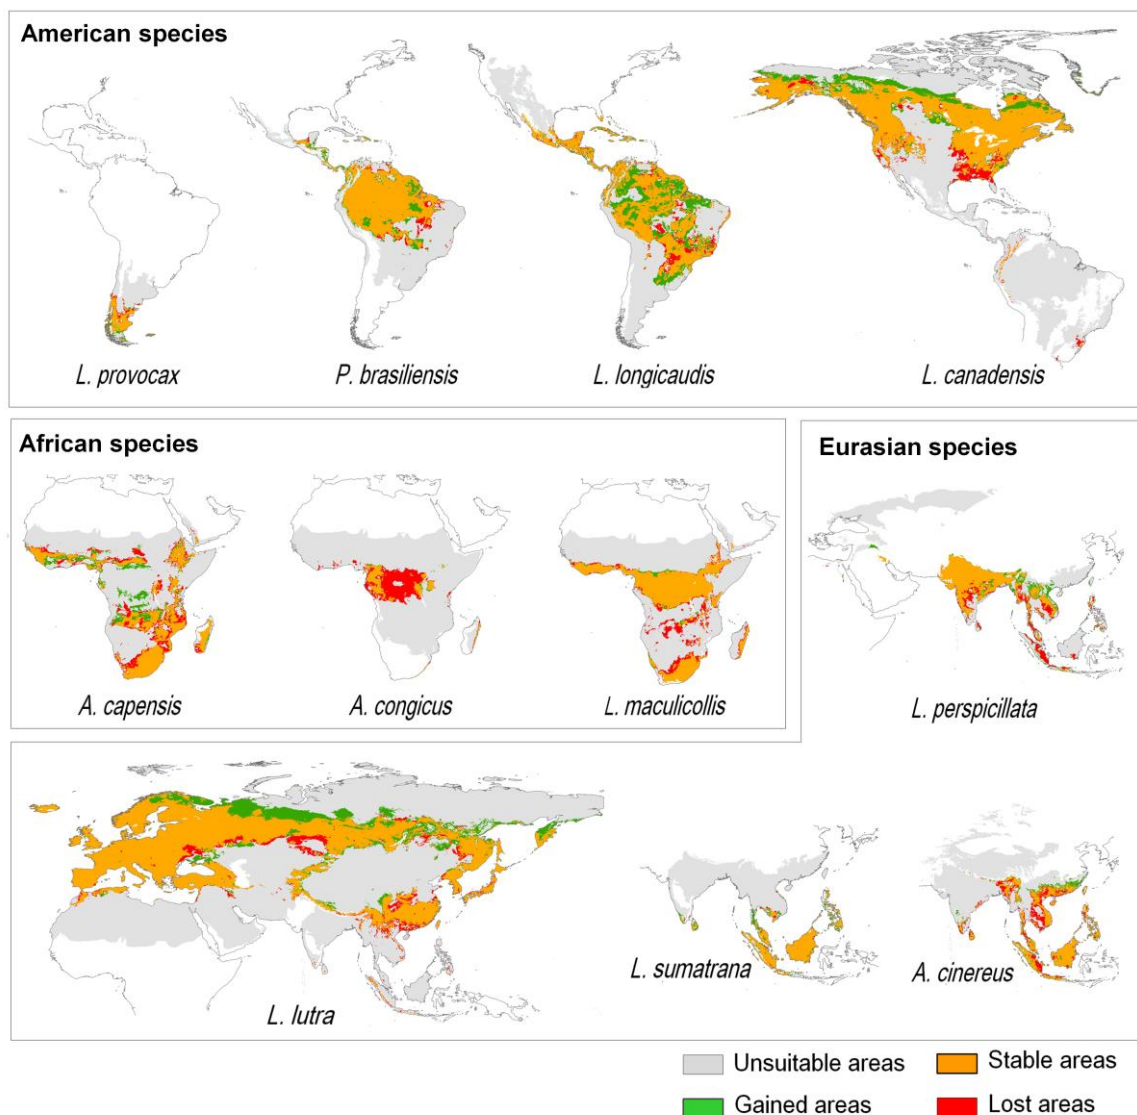 American species
L. provocax
P. brasiliensis
L. longicaudis
L. canadensis
African species
A. capensis
A. congicus
L. maculicollis
Eurasian species
L. perspicillata
L. lutra
L. sumatrana
A. cinereus
Unsuitable areas
Stable areas
Gained areas
Lost areas